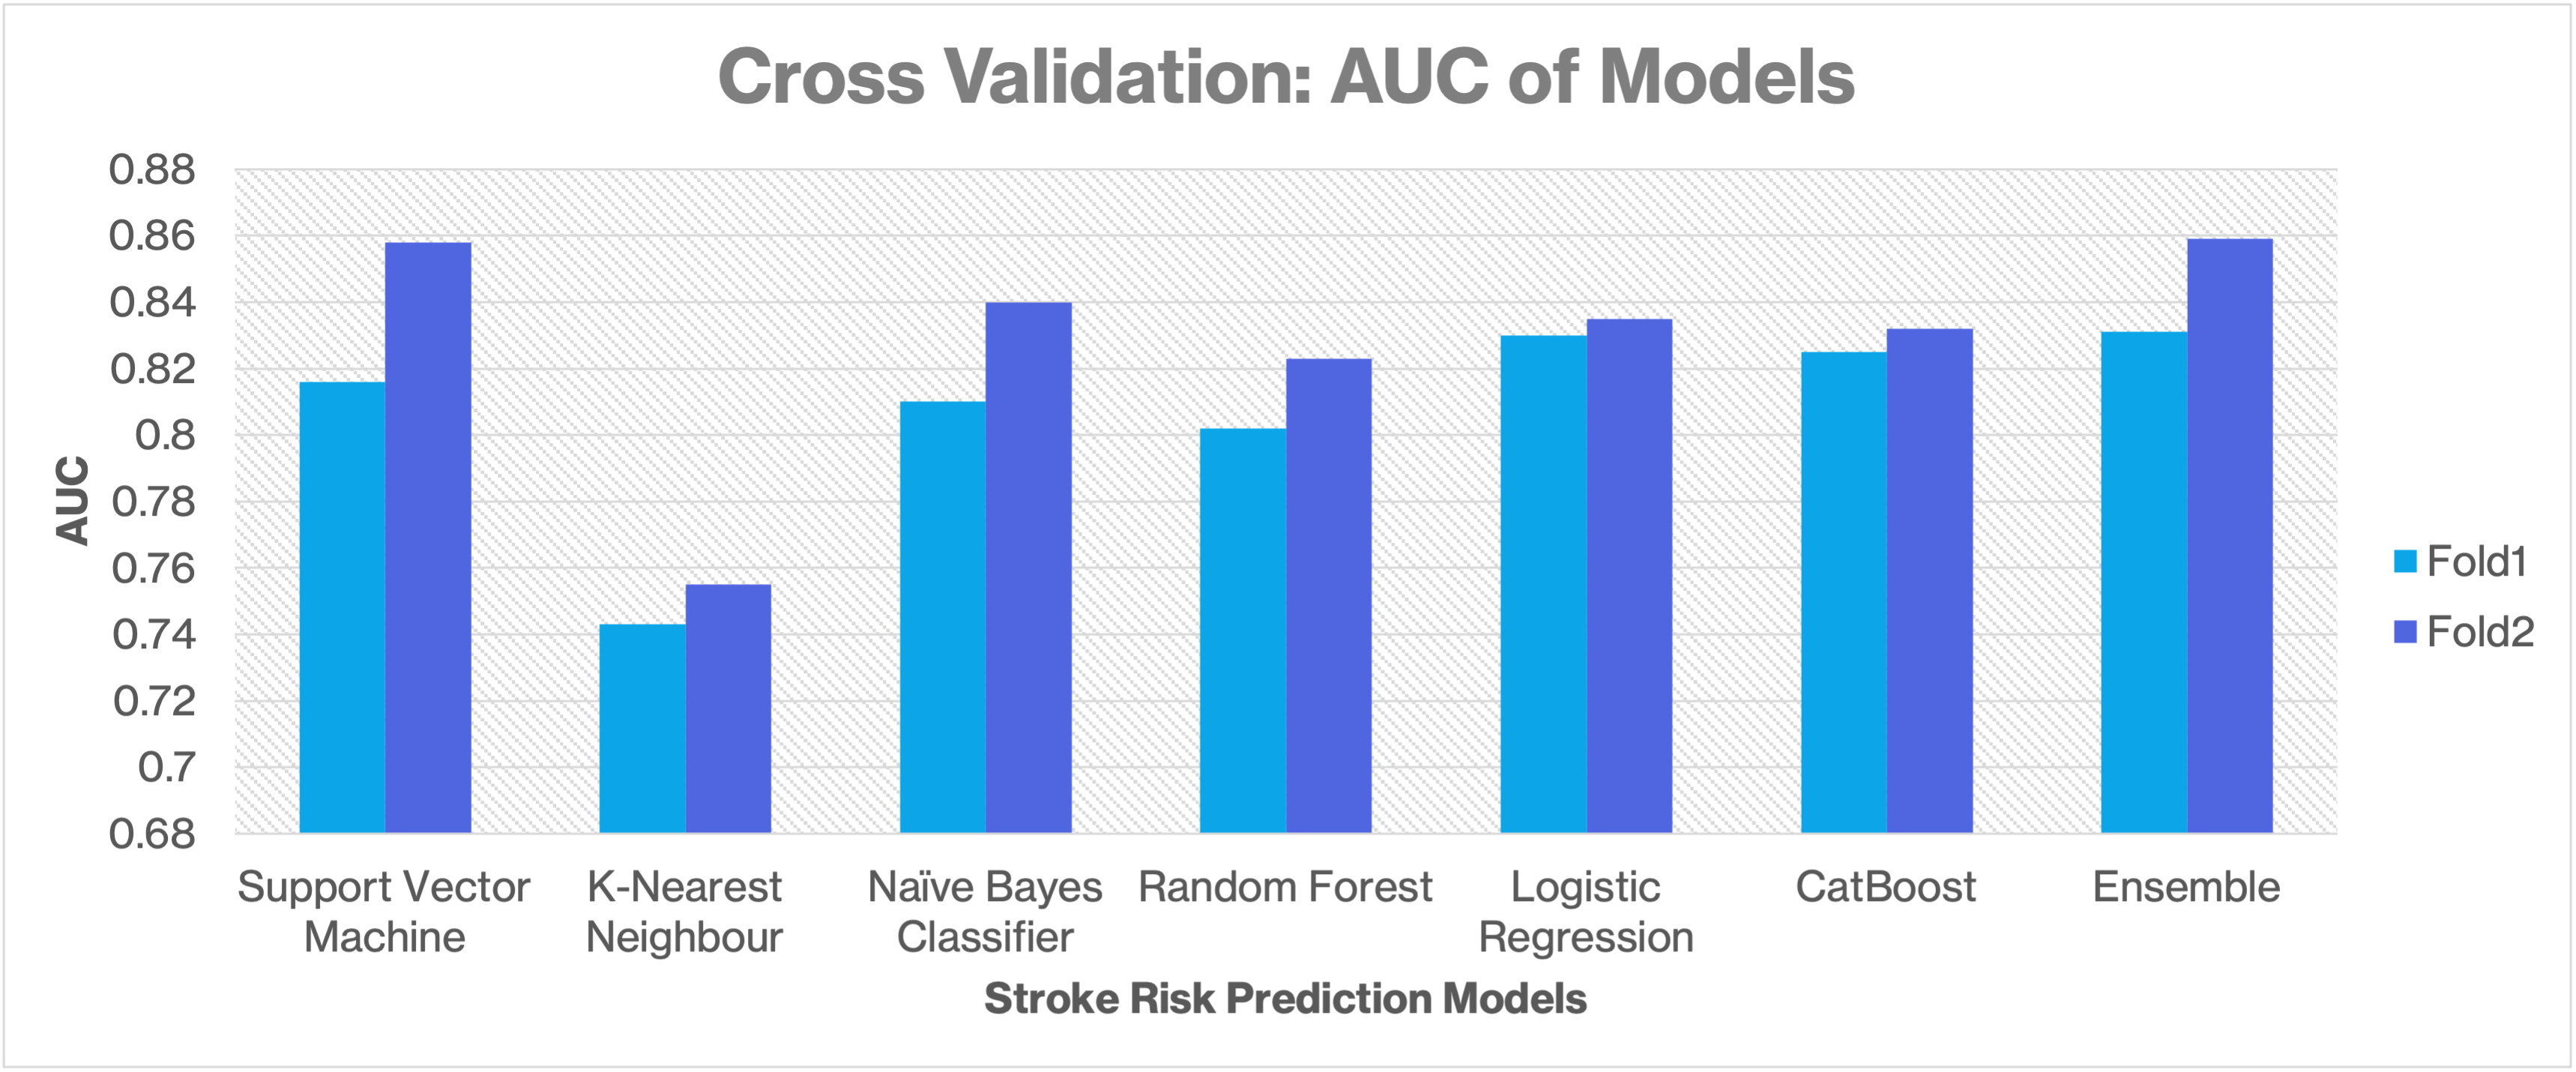 Cross Validation: AUC of Models
0.88
0.86
0.84
0.82
0.8
0.78
0.76
0.74
0.72
0.7
0.68
AUC
Support Vector
Machine
K-Nearest
Neighbour
Naïve Bayes
Classifier
Random Forest
Logistic
Regression
CatBoost
Ensemble
Stroke Risk Prediction Models
Fold1
Fold2